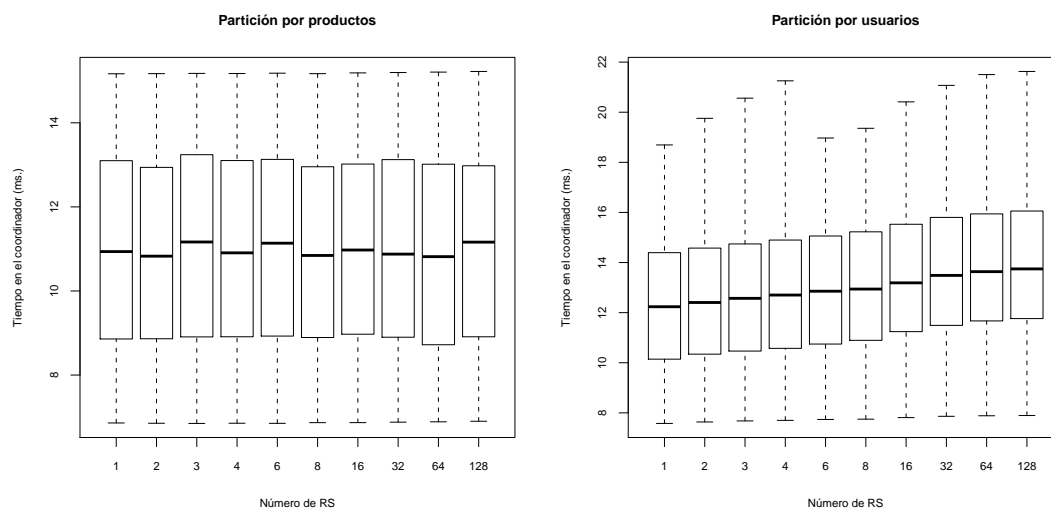 Partición por productos
Tiempo en el coordinador (ms.)
14
12
10
8
1 2 3 4 6 8 16 32 64 128
Número de RS
Partición por usuarios
Tiempo en el coordinador (ms.)
22
20
18
16
14
12
10
8
1 2 3 4 6 8 16 32 64 128
Número de RS